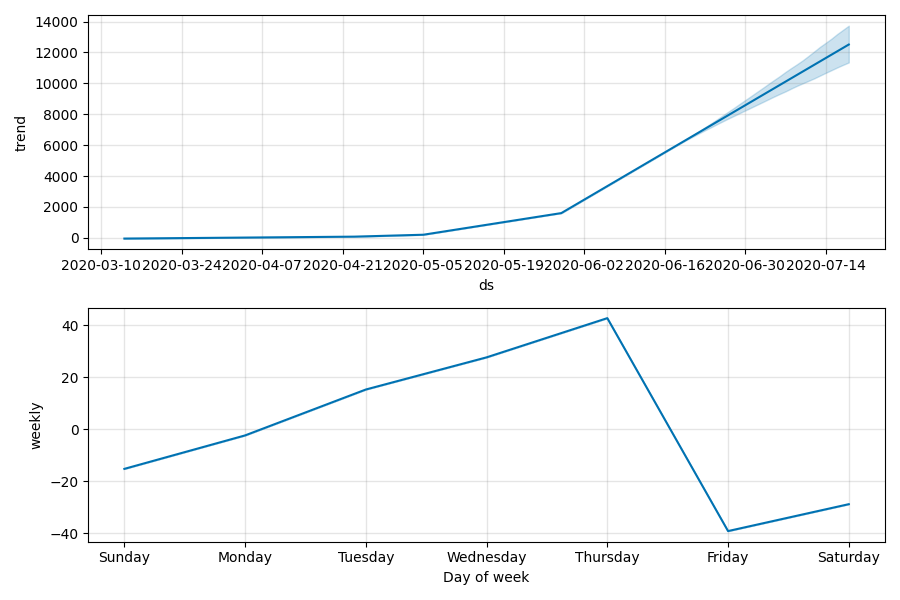 14000
12000
10000
8000
6000
4000
2000
0
trend
2020-03-10 2020-03-24 2020-04-07 2020-04-21 2020-05-05 2020-05-19 2020-06-02 2020-06-16 2020-06-30 2020-07-14
ds
40
20
0
−20
−40
weekly
Sunday Monday Tuesday Wednesday Thursday Friday Saturday
Day of week